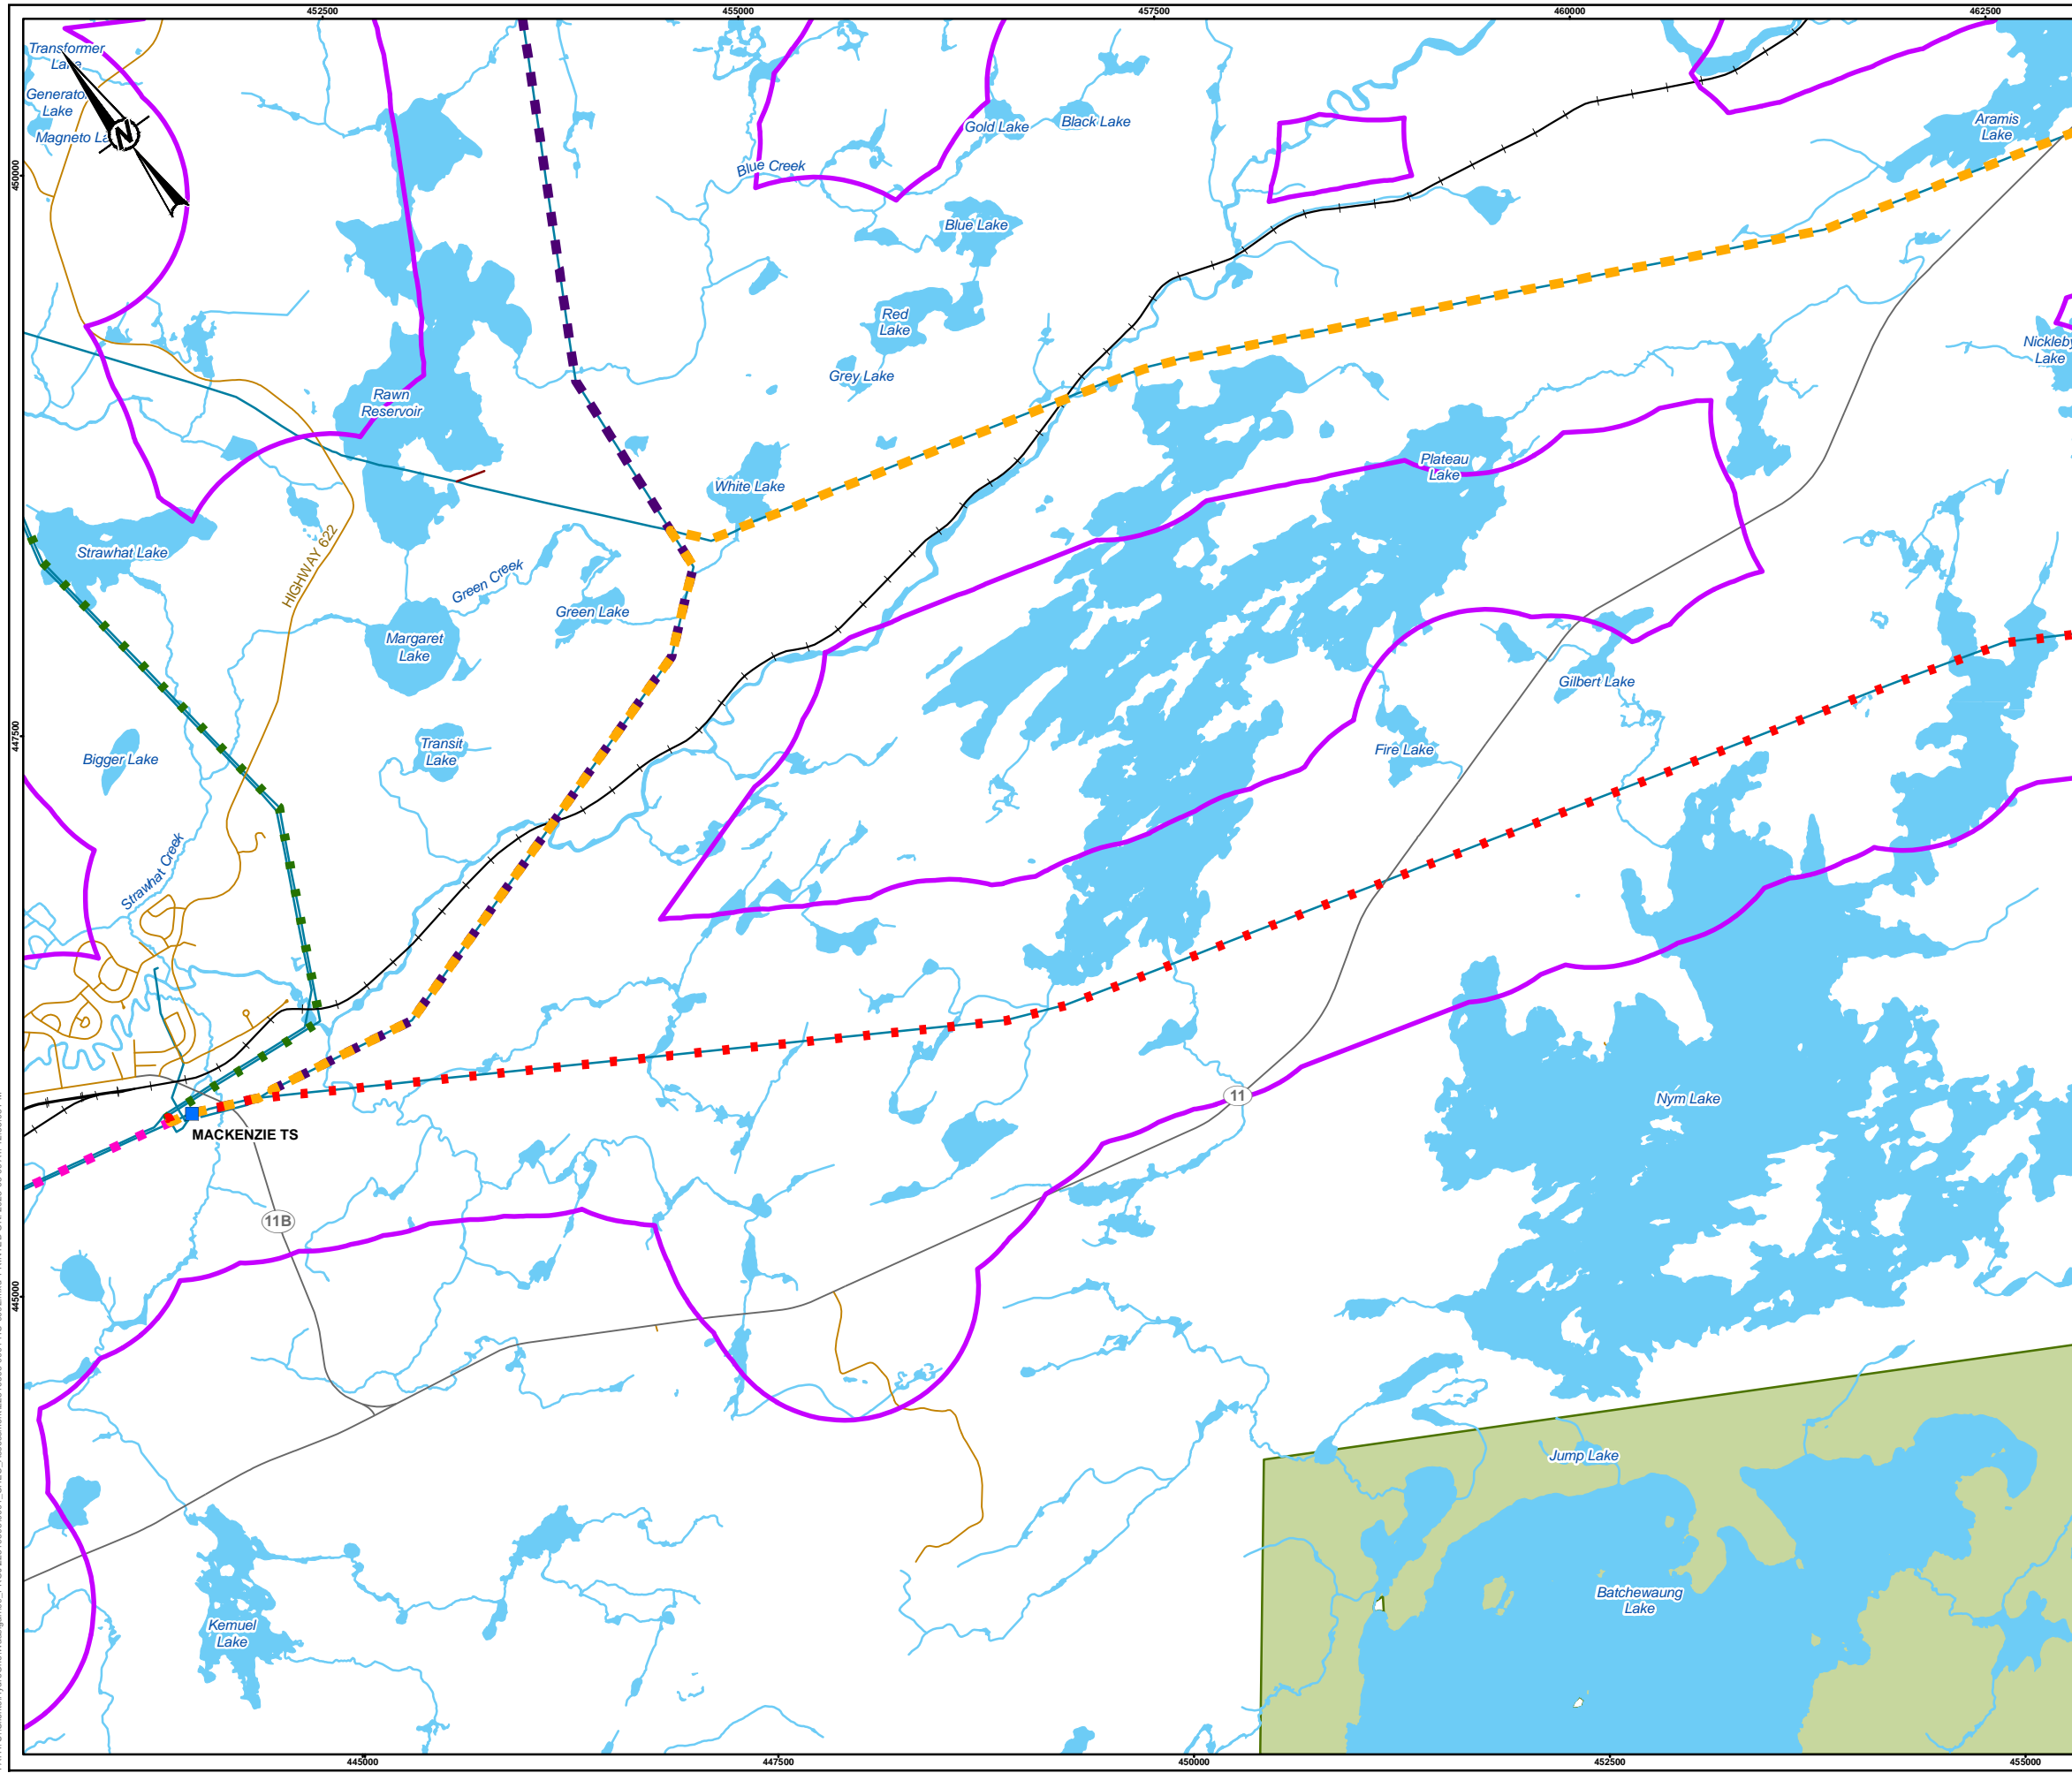 452500
455000
457500
460000
462500
Transformer
Lake
Generator
Lake
Magneto La
N
Gold Lake
Black Lake
Aramis
Lake
450000
Blue Creek
Blue Lake
Red
Lake
Nickleby
Lake
Grey Lake
Rawn
Reservoir
Plateau
Lake
White Lake
Strawhat Lake
HIGHWAY 622
Green Creek
Green Lake
Margaret
Lake
Gilbert Lake
447500
Bigger Lake
Transit
Lake
Fire Lake
Strawhat Creek
11
Nym Lake
MACKENZIE TS
11B
445000
Jump Lake
Batchewaung
Lake
Kemuel
Lake
445000
447500
450000
452500
455000